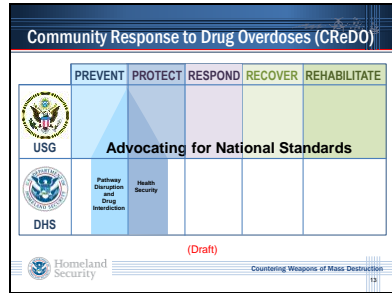 Community Response to Drug Overdoses (CReDO)
PREVENT PROTECT RESPOND RECOVER REHABILITATE
USG
Advocating for National Standards
Pathway
Disruption
and
Drug
Interdiction
Health
Security
DHS
(Draft)
Homeland
Security
Countering Weapons of Mass Destruction
13